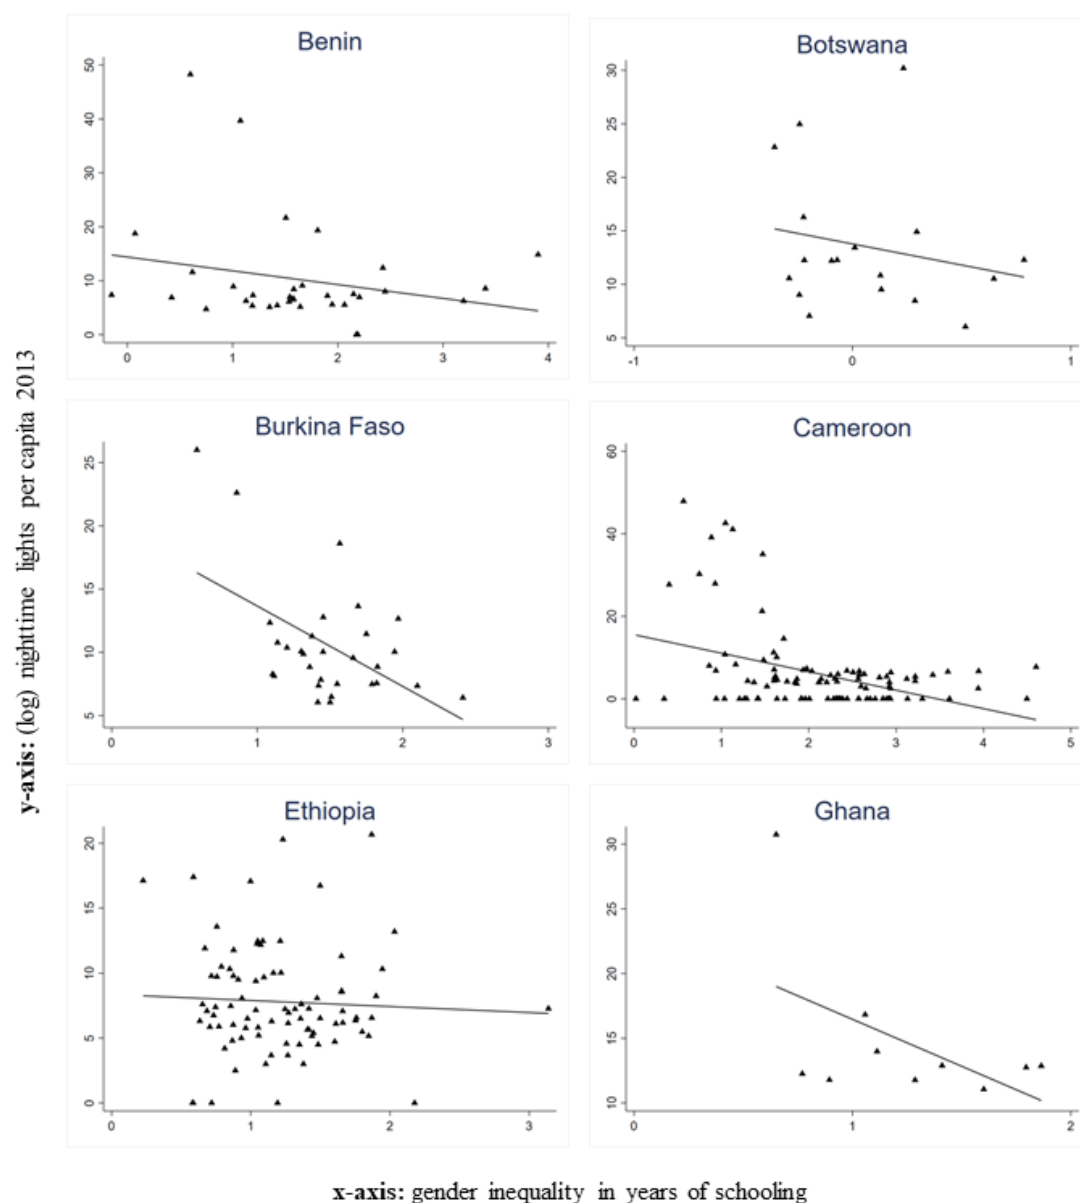 Benin
50
40
30
20
10
0
0 1 2 3 4
Botswana
30
25
20
15
10
5
-1 0 1
Burkina Faso
25
20
15
10
5
0 1 2 3
Cameroon
60
40
20
0
0 1 2 3 4 5
Ethiopia
20
15
10
5
0
0 1 2 3
Ghana
30
25
20
15
10
0 1 2
y-axis: (log) nighttime lights per capita 2013
x-axis: gender inequality in years of schooling